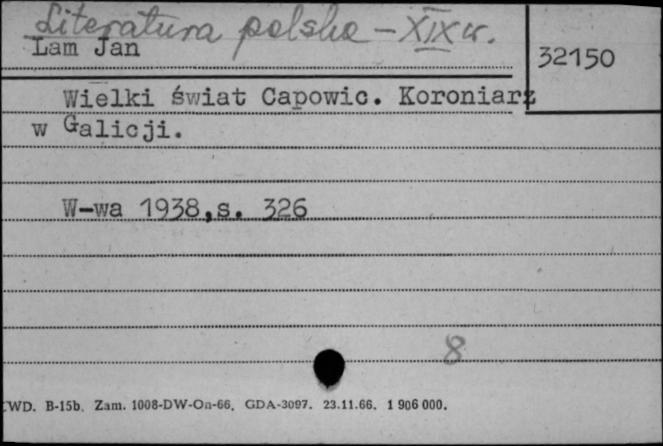 Literatura polska – XIX w.
Lam Jan
32150
Wielki świat Capowic. Koroniarz
w Galicji.
W-wa 1938,s. 326
8
WD. B-15b. Zam. 1008-DW-On-66. GDA-3097. 23.11.66. 1 906 000.